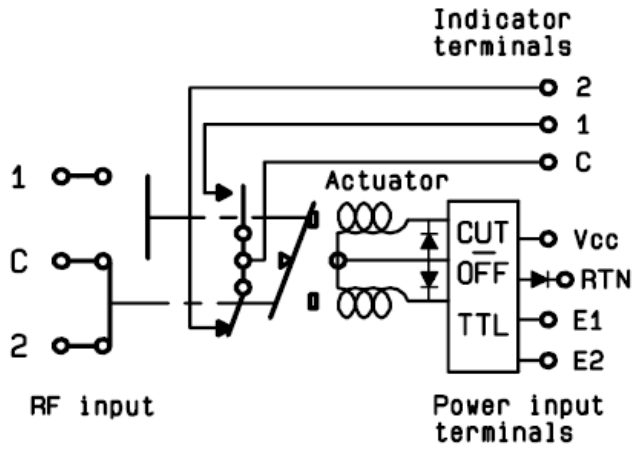 Indicator
terminals
2
1
C
Actuator
1
C
2
CUT
OFF
TTL
Vcc
RTN
E1
E2
RF input
Power input
terminals